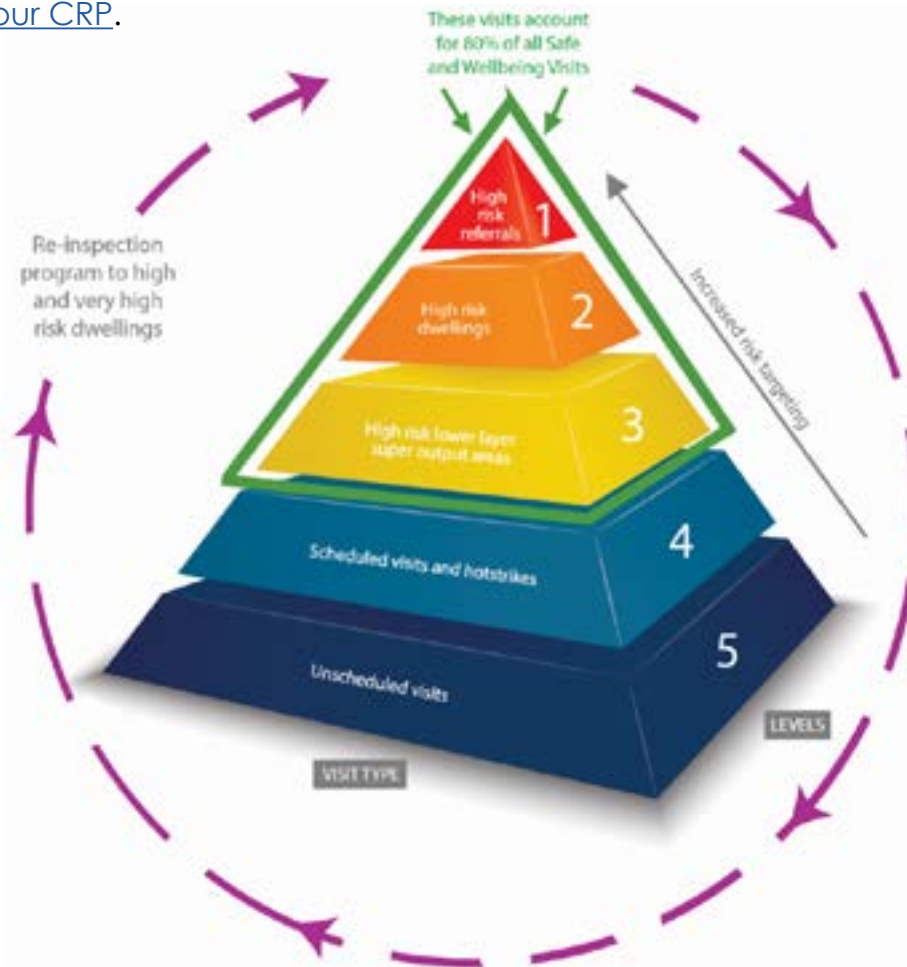 our CRP.
These visits account
for 80% of all Safe
and Wellbeing Visits
Re-inspection
program to high
and very high
risk dwellings
High
risk
referrals
1
High risk
dwellings
2
Increased risk targeting
High risk lower layer
super output areas
3
Scheduled visits and hotstrikes
4
Unscheduled visits
5
LEVELS
VISIT TYPE